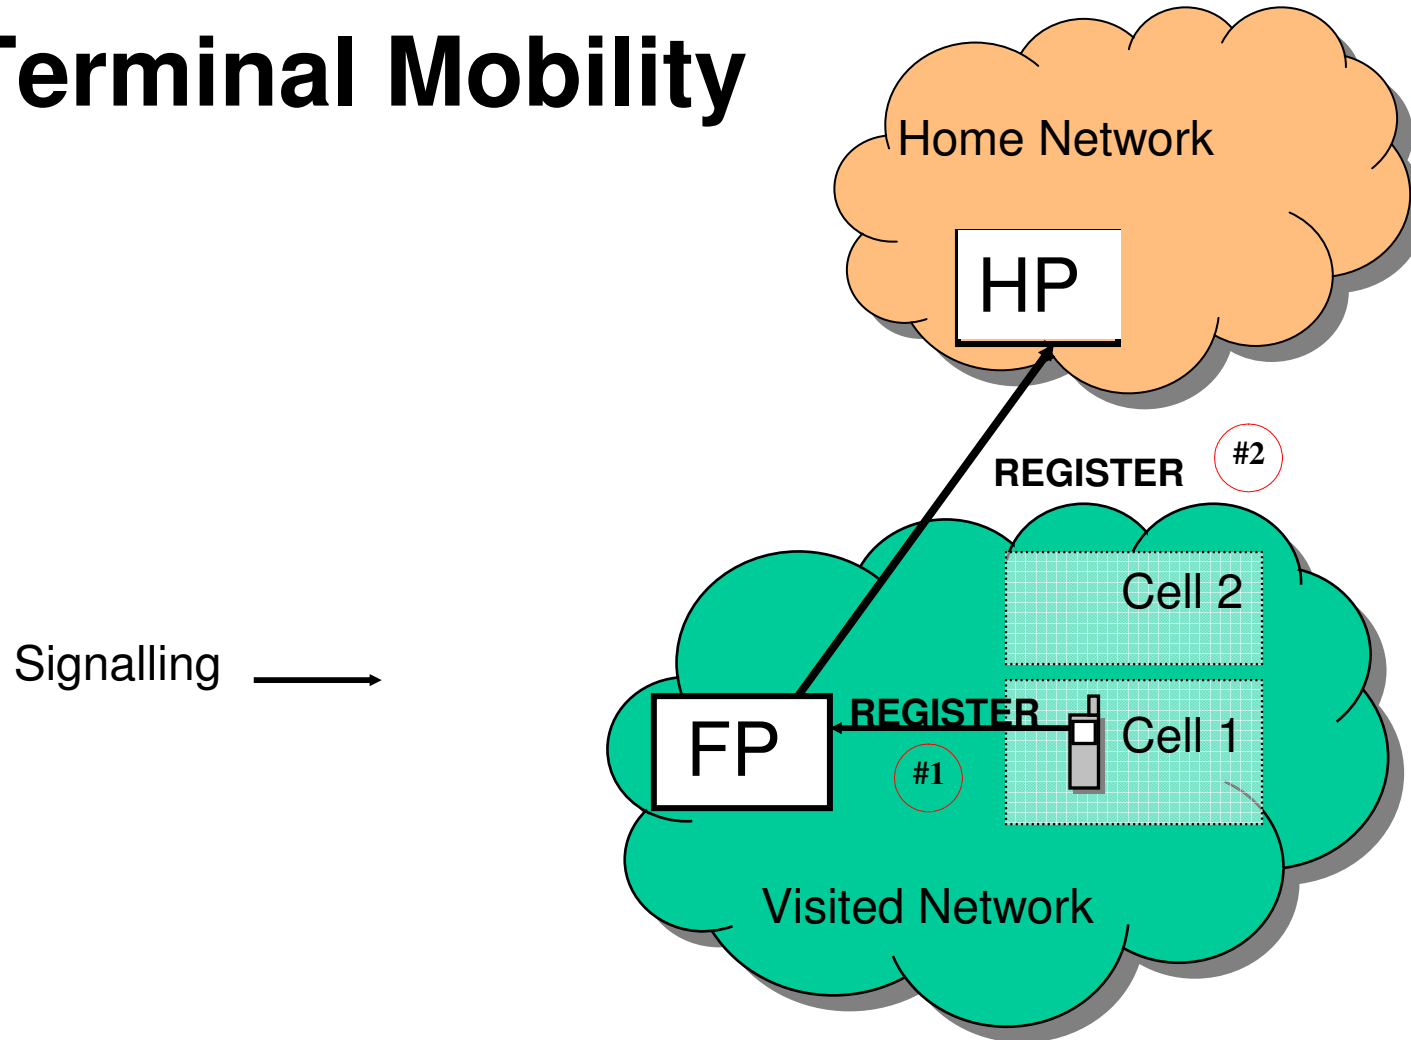 Terminal Mobility
Home Network
HP
REGISTER #2
Cell 2
Signalling
REGISTER
FP
Cell 1
#1
Visited Network